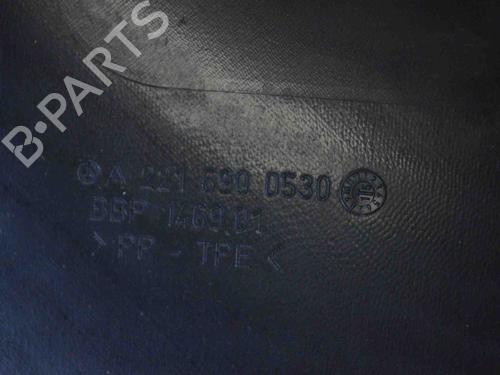 B-PARTS
A 221 690 0530
BBP 1469.01
>PP - TPE<